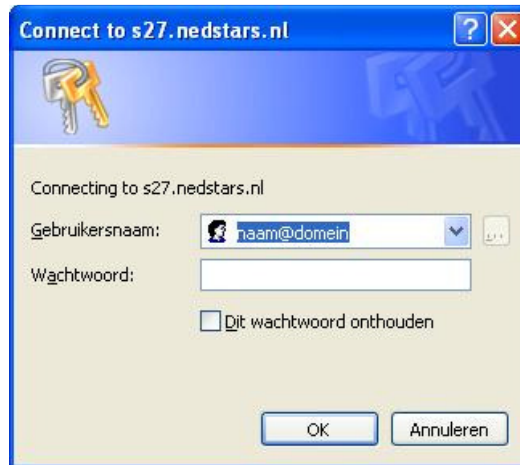 Connect to s27.nedstars.nl
Connecting to s27.nedstars.nl
Gebruikersnaam: naam@domein ...
Wachtwoord:
Dit wachtwoord onthouden
OK Annuleren